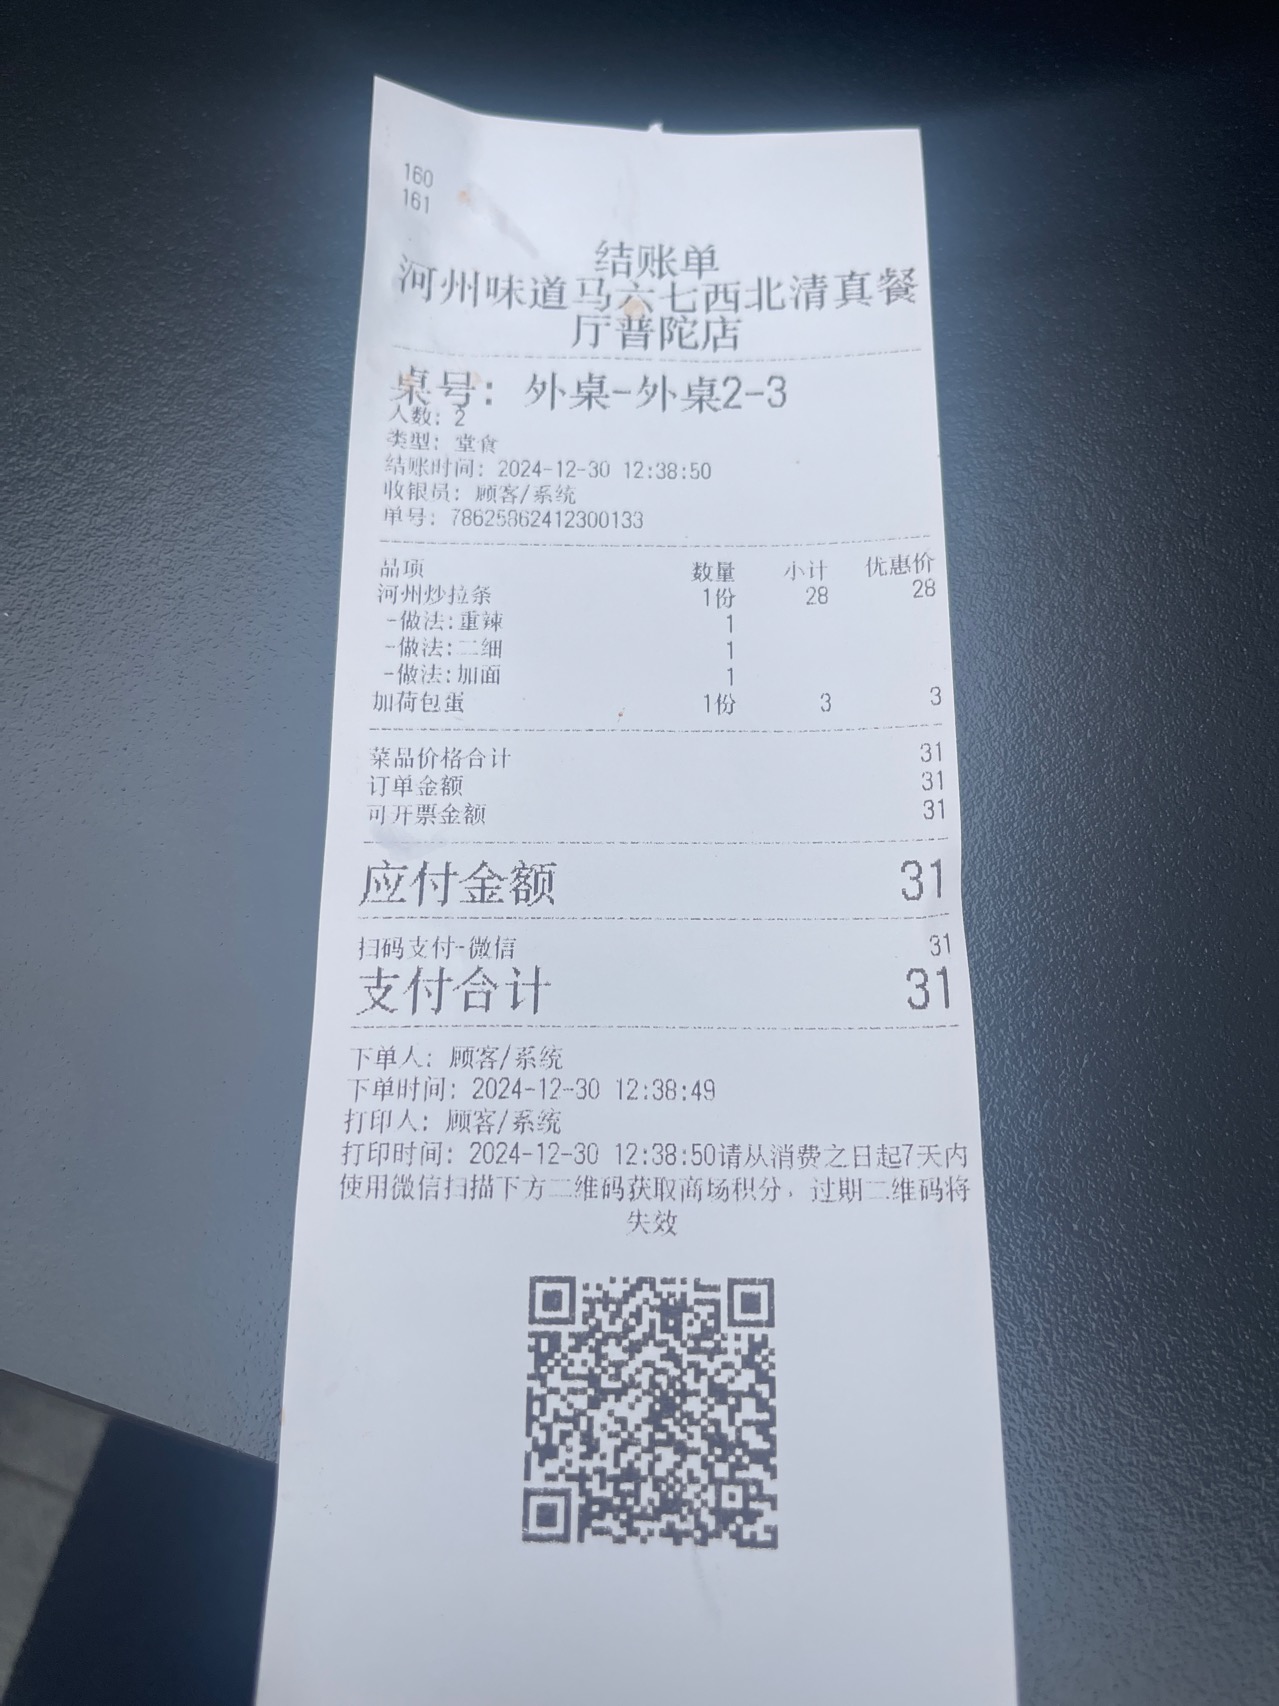 160
161
结账单
河州味道马六七西北清真餐
厅普陀店
桌号：外桌-外桌2-3
人数：2
类型：堂食
结账时间：2024-12-30 12:38:50
收银员：顾客/系统
单号：78625862412300133
品项 数量 小计 优惠价
河州炒拉条 1份 28 28
-做法:重辣 1
-做法:二细 1
-做法:加面 1
加荷包蛋 1份 3 3
菜品价格合计 31
订单金额 31
可开票金额 31
应付金额 31
扫码支付-微信 31
支付合计 31
下单人：顾客/系统
下单时间：2024-12-30 12:38:49
打印人：顾客/系统
打印时间：2024-12-30 12:38:50请从消费之日起7天内
使用微信扫描下方二维码获取商场积分，过期二维码将
失效